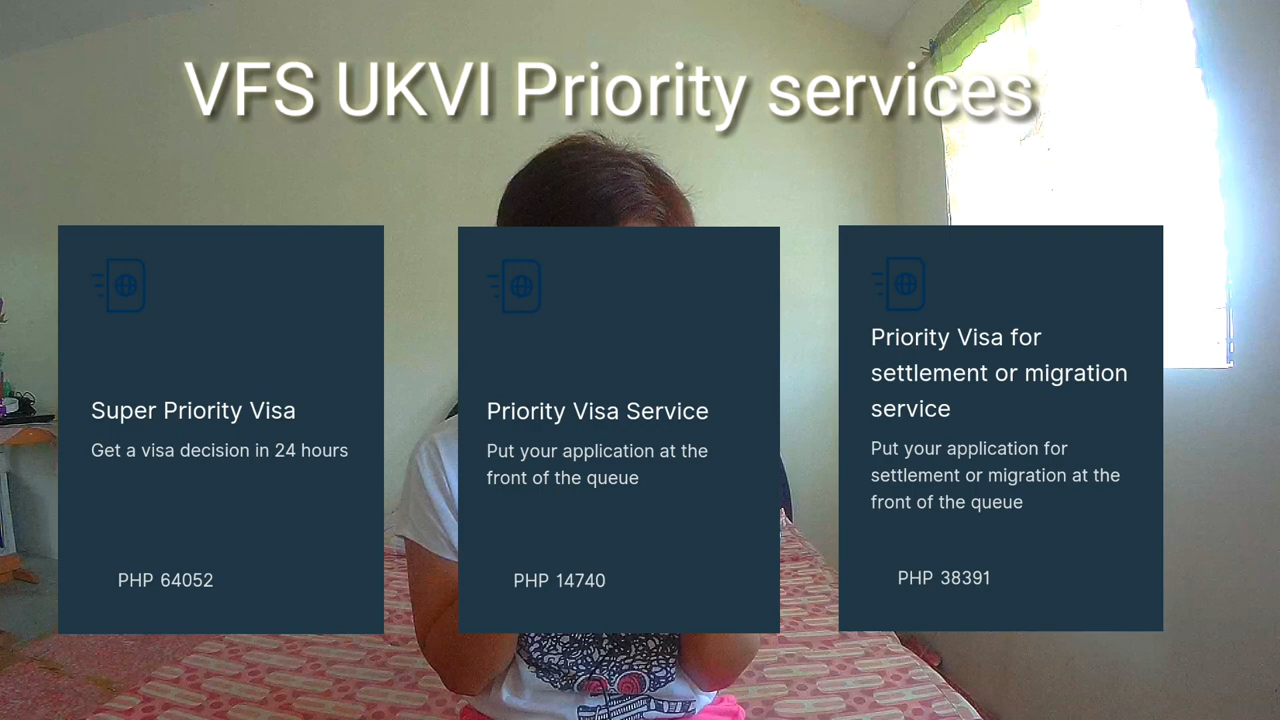 VFS UKVI Priority services
Super Priority Visa
Get a visa decision in 24 hours
PHP 64052
Priority Visa Service
Put your application at the
front of the queue
PHP 14740
Priority Visa for
settlement or migration
service
Put your application for
settlement or migration at the
front of the queue
PHP 38391